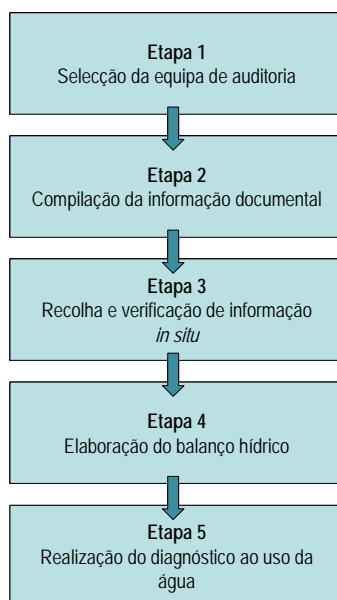 Etapa 1
Selecção da equipa de auditoria
Etapa 2
Compilação da informação documental
Etapa 3
Recolha e verificação de informação
in situ
Etapa 4
Elaboração do balanço hídrico
Etapa 5
Realização do diagnóstico ao uso da
água